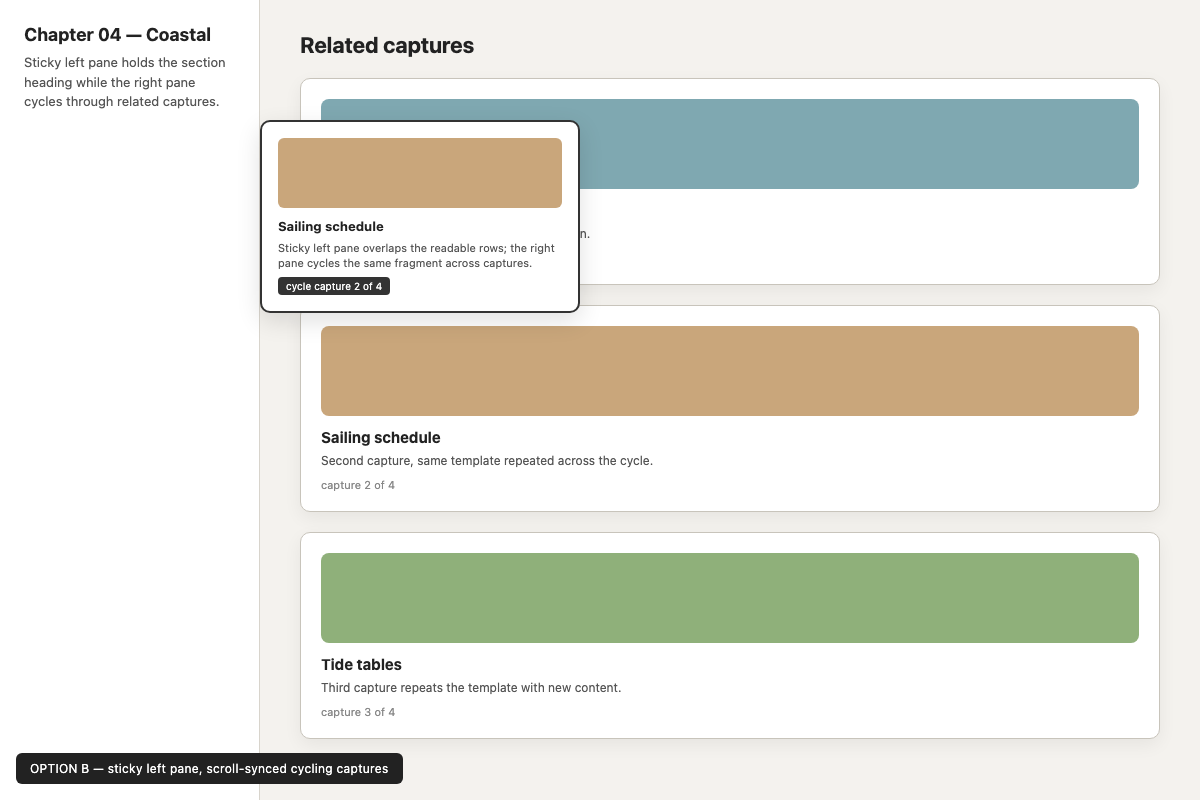 Chapter 04 — Coastal
Sticky left pane holds the section
heading while the right pane
cycles through related captures.
Related captures
Sailing schedule
Sticky left pane overlaps the readable rows; the right
pane cycles the same fragment across captures.
cycle capture 2 of 4
Sailing schedule
Second capture, same template repeated across the cycle.
capture 2 of 4
Tide tables
Third capture repeats the template with new content.
capture 3 of 4
OPTION B — sticky left pane, scroll-synced cycling captures